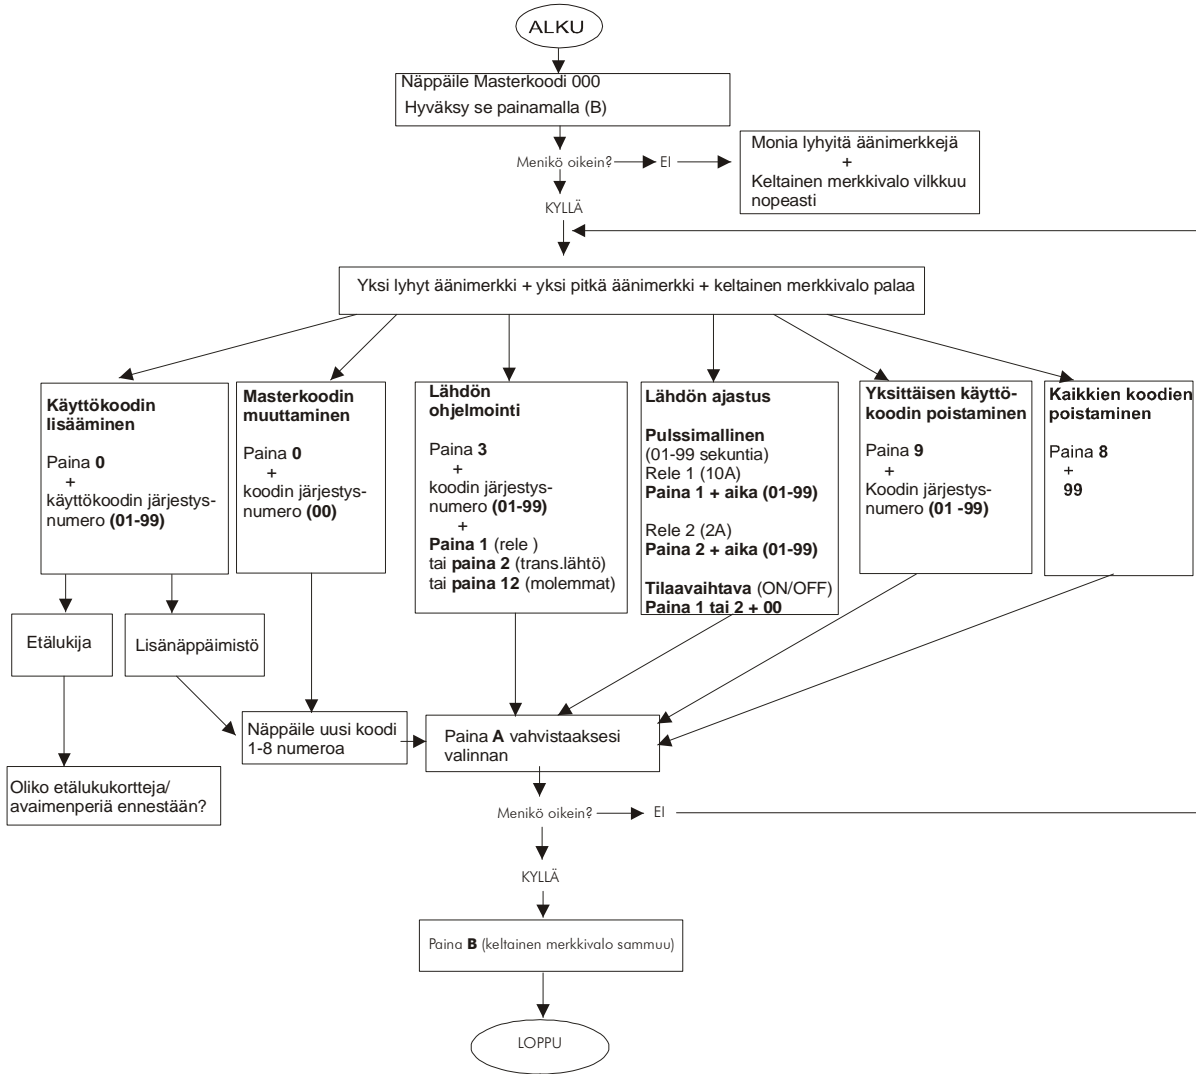 ALKU
Näppäile Masterkoodi 000
Hyväksy se painamalla (B)
Menikö oikein?
EI
Monia lyhyitä äänimerkkejä
+
Keltainen merkkivalo vilkkuu
nopeasti
KYLLÄ
Yksi lyhyt äänimerkki + yksi pitkä äänimerkki + keltainen merkkivalo palaa
Käyttökoodin
lisääminen
Paina 0
+
käyttökoodin järjestys-
numero (01-99)
Masterkoodin
muuttaminen
Paina 0
+
koodin järjestys-
numero (00)
Lähdön
ohjelmointi
Paina 3
+
koodin järjestys-
numero (01-99)
+
Paina 1 (rele )
tai paina 2 (trans.lähtö)
tai paina 12 (molemmat)
Lähdön ajastus
Pulssimallinen
(01-99 sekuntia)
Rele 1 (10A)
Paina 1 + aika (01-99)
Rele 2 (2A)
Paina 2 + aika (01-99)
Tilaavaihtava (ON/OFF)
Paina 1 tai 2 + 00
Yksittäisen käyttö-
koodin poistaminen
Paina 9
+
Koodin järjestys-
numero (01 -99)
Kaikkien koodien
poistaminen
Paina 8
+
99
Etälukija
Lisänäppäimistö
Näppäile uusi koodi
1-8 numeroa
Paina A vahvistaaksesi
valinnan
Oliko etälukukortteja/
avaimenperiä ennestään?
Menikö oikein?
EI
KYLLÄ
Paina B (keltainen merkkivalo sammuu)
LOPPU